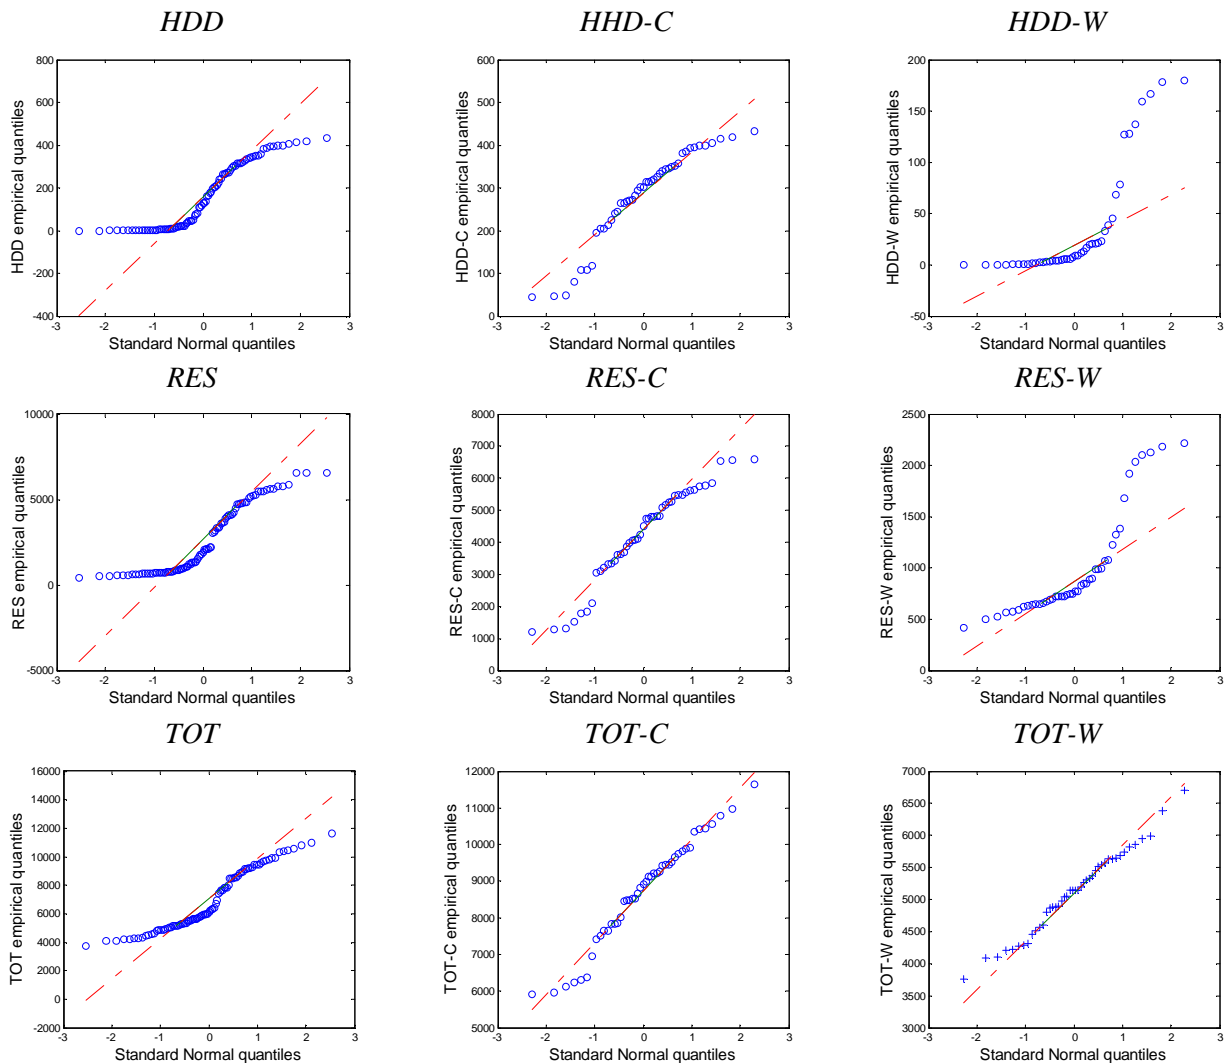 HDD
HHD-C
HDD-W
800
600
400
200
0
-200
-400
HDD empirical quantiles
-3 -2 -1 0 1 2 3
Standard Normal quantiles
600
500
400
300
200
100
0
HDD-C empirical quantiles
-3 -2 -1 0 1 2 3
Standard Normal quantiles
200
150
100
50
0
-50
HDD-W empirical quantiles
-3 -2 -1 0 1 2 3
Standard Normal quantiles
RES
RES-C
RES-W
10000
5000
0
-5000
RES empirical quantiles
-3 -2 -1 0 1 2 3
Standard Normal quantiles
8000
7000
6000
5000
4000
3000
2000
1000
0
RES-C empirical quantiles
-3 -2 -1 0 1 2 3
Standard Normal quantiles
2500
2000
1500
1000
500
0
RES-W empirical quantiles
-3 -2 -1 0 1 2 3
Standard Normal quantiles
TOT
TOT-C
TOT-W
16000
14000
12000
10000
8000
6000
4000
2000
0
-2000
TOT empirical quantiles
-3 -2 -1 0 1 2 3
Standard Normal quantiles
12000
11000
10000
9000
8000
7000
6000
5000
TOT-C empirical quantiles
-3 -2 -1 0 1 2 3
Standard Normal quantiles
7000
6500
6000
5500
5000
4500
4000
3500
3000
TOT-W empirical quantiles
-3 -2 -1 0 1 2 3
Standard Normal quantiles